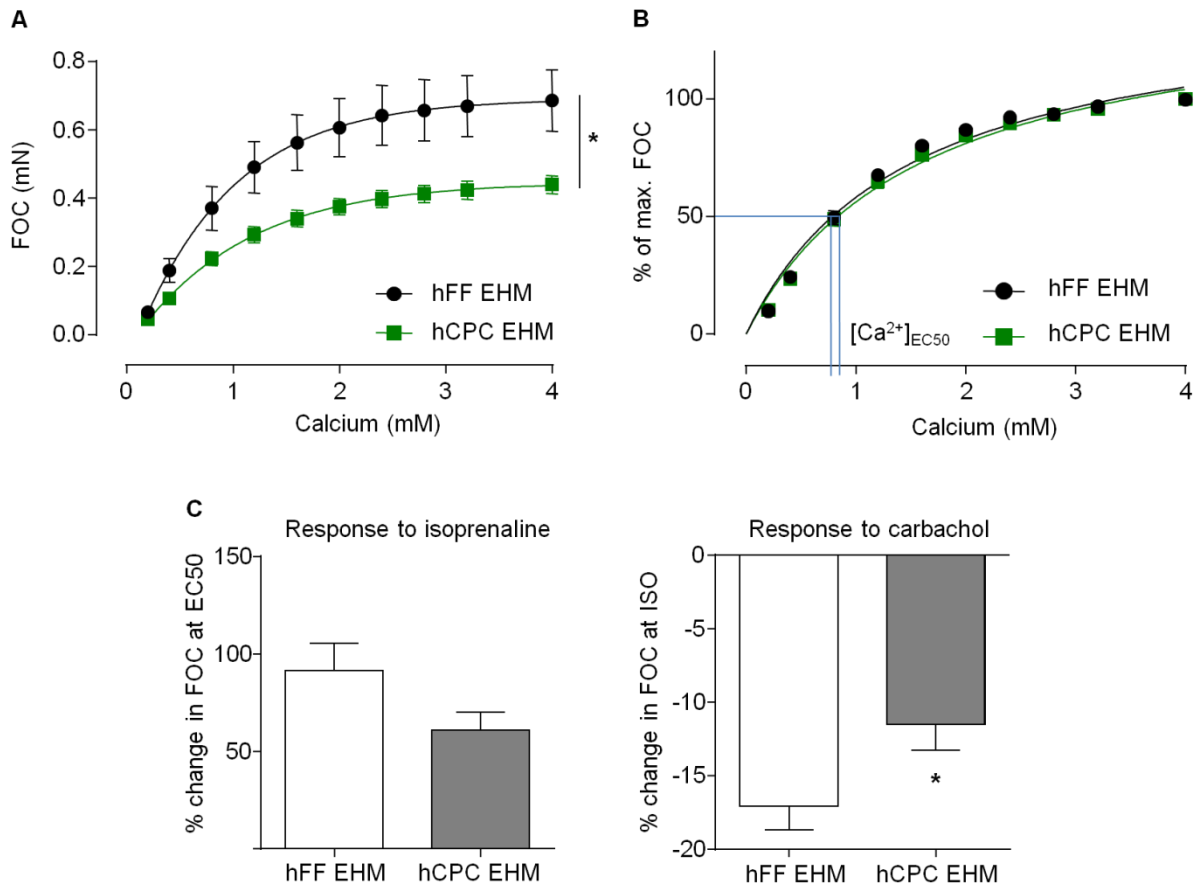 A
FOC (mN)
0.8
0.6
0.4
0.2
0.0
*
hFF EHM
hCPC EHM
0 1 2 3 4
Calcium (mM)
B
% of max. FOC
100
50
0
[Ca²⁺]EC50
hFF EHM
hCPC EHM
0 1 2 3 4
Calcium (mM)
C
Response to isoprenaline
% change in FOC at EC50
150
100
50
hFF EHM hCPC EHM
Response to carbachol
% change in FOC at ISO
0
-5
-10
-15
-20
*
hFF EHM hCPC EHM